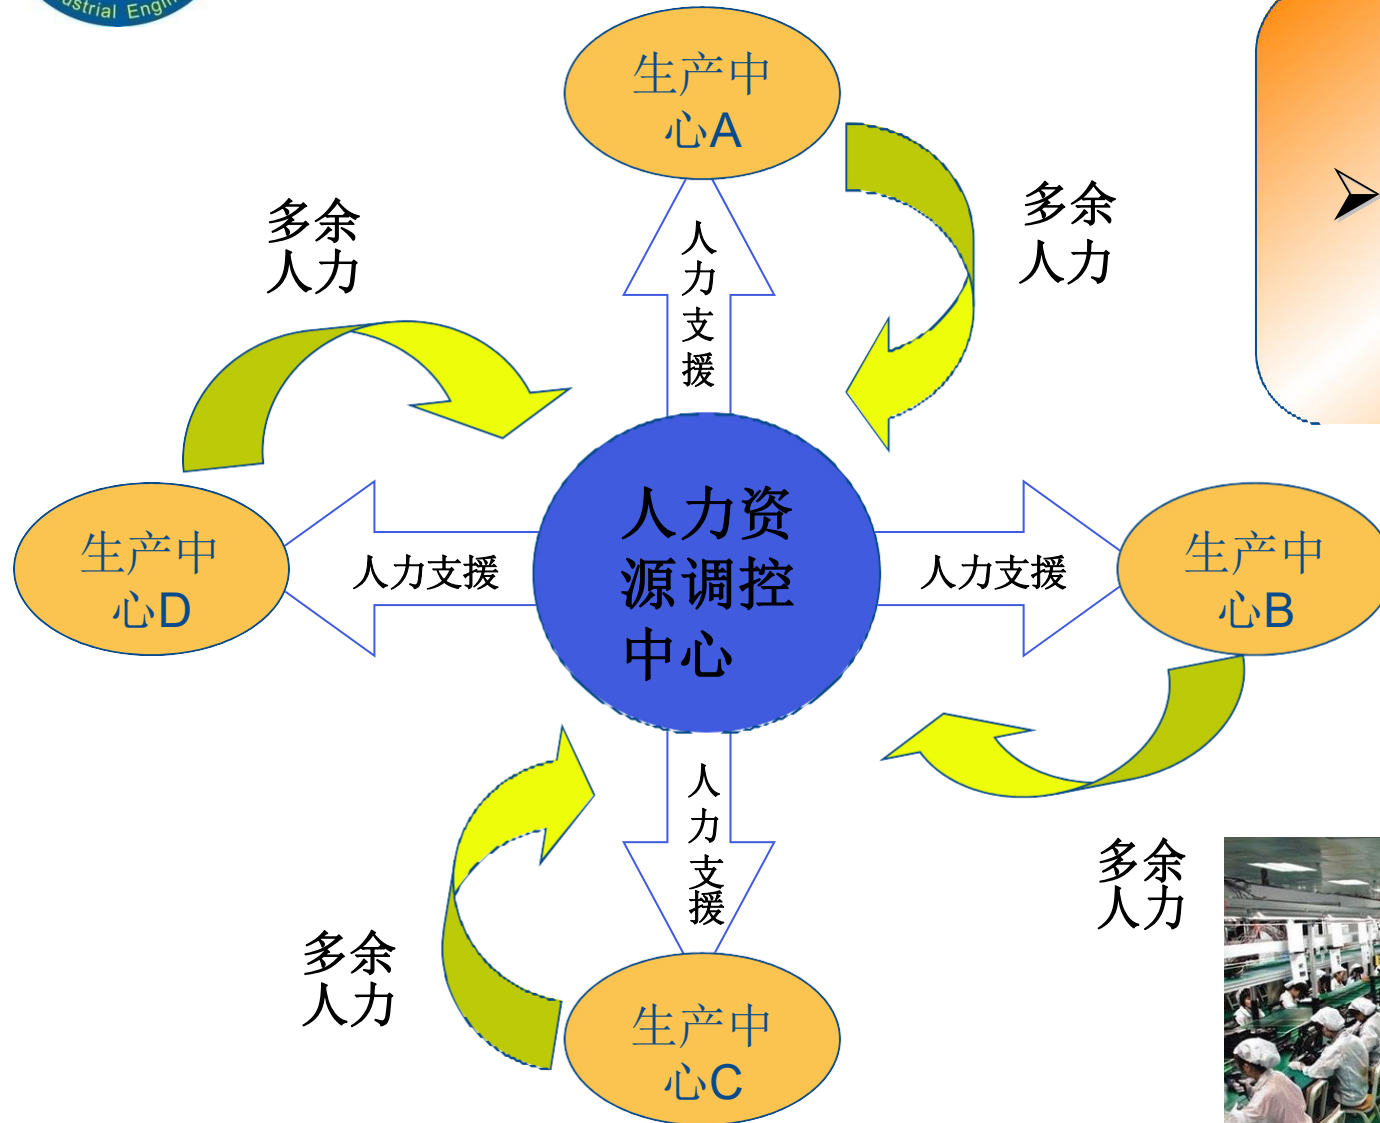 strial Engin
生产中
心A
多余
人力
多余
人力
人
力
支
援
人力资
源调控
中心
生产中
心D
人力支援
人力支援
生产中
心B
人
力
支
援
多余
人力
多余
人力
生产中
心C